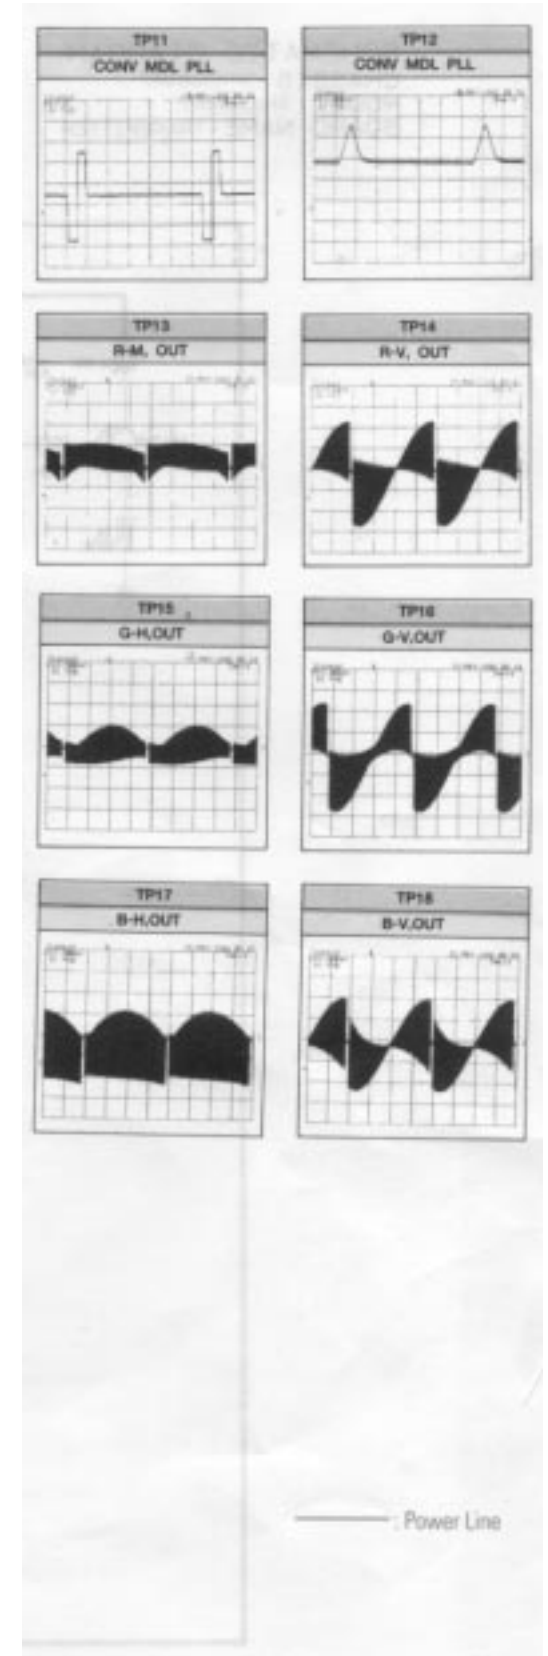 TP11
CONV MDL PLL
TP12
CONV MDL PLL
TP13
R-M, OUT
TP14
R-V, OUT
TP15
G-H,OUT
TP16
G-V,OUT
TP17
B-H,OUT
TP18
B-V,OUT
: Power Line